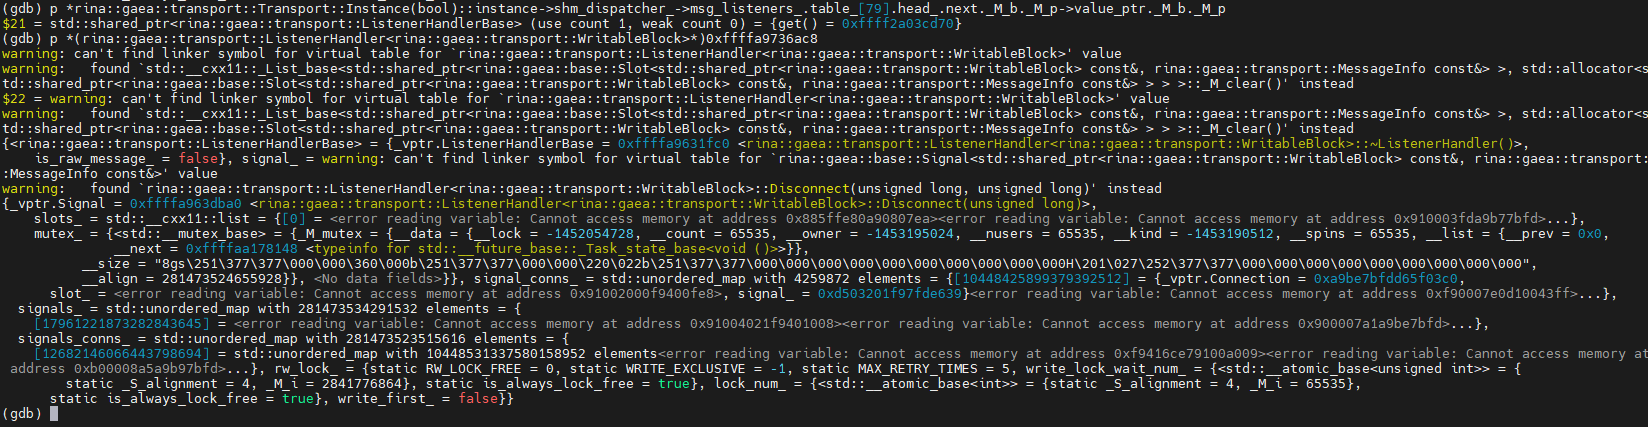 (gdb) p *rina::gaea::transport::Transport::Instance(bool)::instance->shm_dispatcher_->msg_listeners_.table_[79].head_.next._M_b._M_p->value_ptr._M_b._M_p
$21 = std::shared_ptr<rina::gaea::transport::ListenerHandlerBase> (use count 1, weak count 0) = {get() = 0xffff2a03cd70}
(gdb) p *(rina::gaea::transport::ListenerHandler<rina::gaea::transport::WritableBlock>*)0xffffa9736ac8
warning: can't find linker symbol for virtual table for `rina::gaea::transport::ListenerHandler<rina::gaea::transport::WritableBlock>' value
warning:   found `std::__cxx11::_List_base<std::shared_ptr<rina::gaea::base::Slot<std::shared_ptr<rina::gaea::transport::WritableBlock> const&, rina::gaea::transport::MessageInfo const&> >, std::allocator<s
td::shared_ptr<rina::gaea::base::Slot<std::shared_ptr<rina::gaea::transport::WritableBlock> const&, rina::gaea::transport::MessageInfo const&> > > >::_M_clear()' instead
$22 = warning: can't find linker symbol for virtual table for `rina::gaea::transport::ListenerHandler<rina::gaea::transport::WritableBlock>' value
warning:   found `std::__cxx11::_List_base<std::shared_ptr<rina::gaea::base::Slot<std::shared_ptr<rina::gaea::transport::WritableBlock> const&, rina::gaea::transport::MessageInfo const&> >, std::allocator<s
td::shared_ptr<rina::gaea::base::Slot<std::shared_ptr<rina::gaea::transport::WritableBlock> const&, rina::gaea::transport::MessageInfo const&> > > >::_M_clear()' instead
{<rina::gaea::transport::ListenerHandlerBase> = {_vptr.ListenerHandlerBase = 0xffffa9631fc0 <rina::gaea::transport::ListenerHandler<rina::gaea::transport::WritableBlock>::~ListenerHandler()>,
is_raw_message_ = false}, signal_ = warning: can't find linker symbol for virtual table for `rina::gaea::base::Signal<std::shared_ptr<rina::gaea::transport::WritableBlock> const&, rina::gaea::transport:
:MessageInfo const&>' value
warning:   found `rina::gaea::transport::ListenerHandler<rina::gaea::transport::WritableBlock>::Disconnect(unsigned long, unsigned long)' instead
{_vptr.Signal = 0xffffa963dba0 <rina::gaea::transport::ListenerHandler<rina::gaea::transport::WritableBlock>::Disconnect(unsigned long)>,
slots_ = std::__cxx11::list = {[0] = <error reading variable: Cannot access memory at address 0x885ffe80a90807ea><error reading variable: Cannot access memory at address 0x910003fda9b77bfd>...},
mutex_ = {<std::__mutex_base> = {_M_mutex = {__data = {__lock = -1452054728, __count = 65535, __owner = -1453195024, __nusers = 65535, __kind = -1453190512, __spins = 65535, __list = {__prev = 0x0,
__next = 0xffffaa178148 <typeinfo for std::__future_base::_Task_state_base<void ()>>}},
__size = "8gs\251\377\377\000\000\360\000b\251\377\377\000\000\220\022b\251\377\377\000\000\000\000\000\000\000\000\000\000H\201\027\252\377\377\000\000\000\000\000\000\000\000\000\000",
__align = 281473524655928}}, <No data fields>}}, signal_conns_ = std::unordered_map with 4259872 elements = {[10448425899379392512] = {_vptr.Connection = 0xa9be7bfdd65f03c0,
slot_ = <error reading variable: Cannot access memory at address 0x91002000f9400fe8>, signal_ = 0xd503201f97fde639}<error reading variable: Cannot access memory at address 0xf90007e0d10043ff>...},
signals_ = std::unordered_map with 281473534291532 elements = {
[17961221873282843645] = <error reading variable: Cannot access memory at address 0x91004021f9401008><error reading variable: Cannot access memory at address 0x900007a1a9be7bfd>...},
signals_conns_ = std::unordered_map with 281473523515616 elements = {
[12682146066443798694] = std::unordered_map with 10448531337580158952 elements<error reading variable: Cannot access memory at address 0xf9416ce79100a009><error reading variable: Cannot access memory at
address 0xb00008a5a9b97bfd>...}, rw_lock_ = {static RW_LOCK_FREE = 0, static WRITE_EXCLUSIVE = -1, static MAX_RETRY_TIMES = 5, write_lock_wait_num_ = {<std::__atomic_base<unsigned int>> = {
static _S_alignment = 4, _M_i = 2841776864}, static is_always_lock_free = true}, lock_num_ = {<std::__atomic_base<int>> = {static _S_alignment = 4, _M_i = 65535},
static is_always_lock_free = true}, write_first_ = false}}
(gdb)